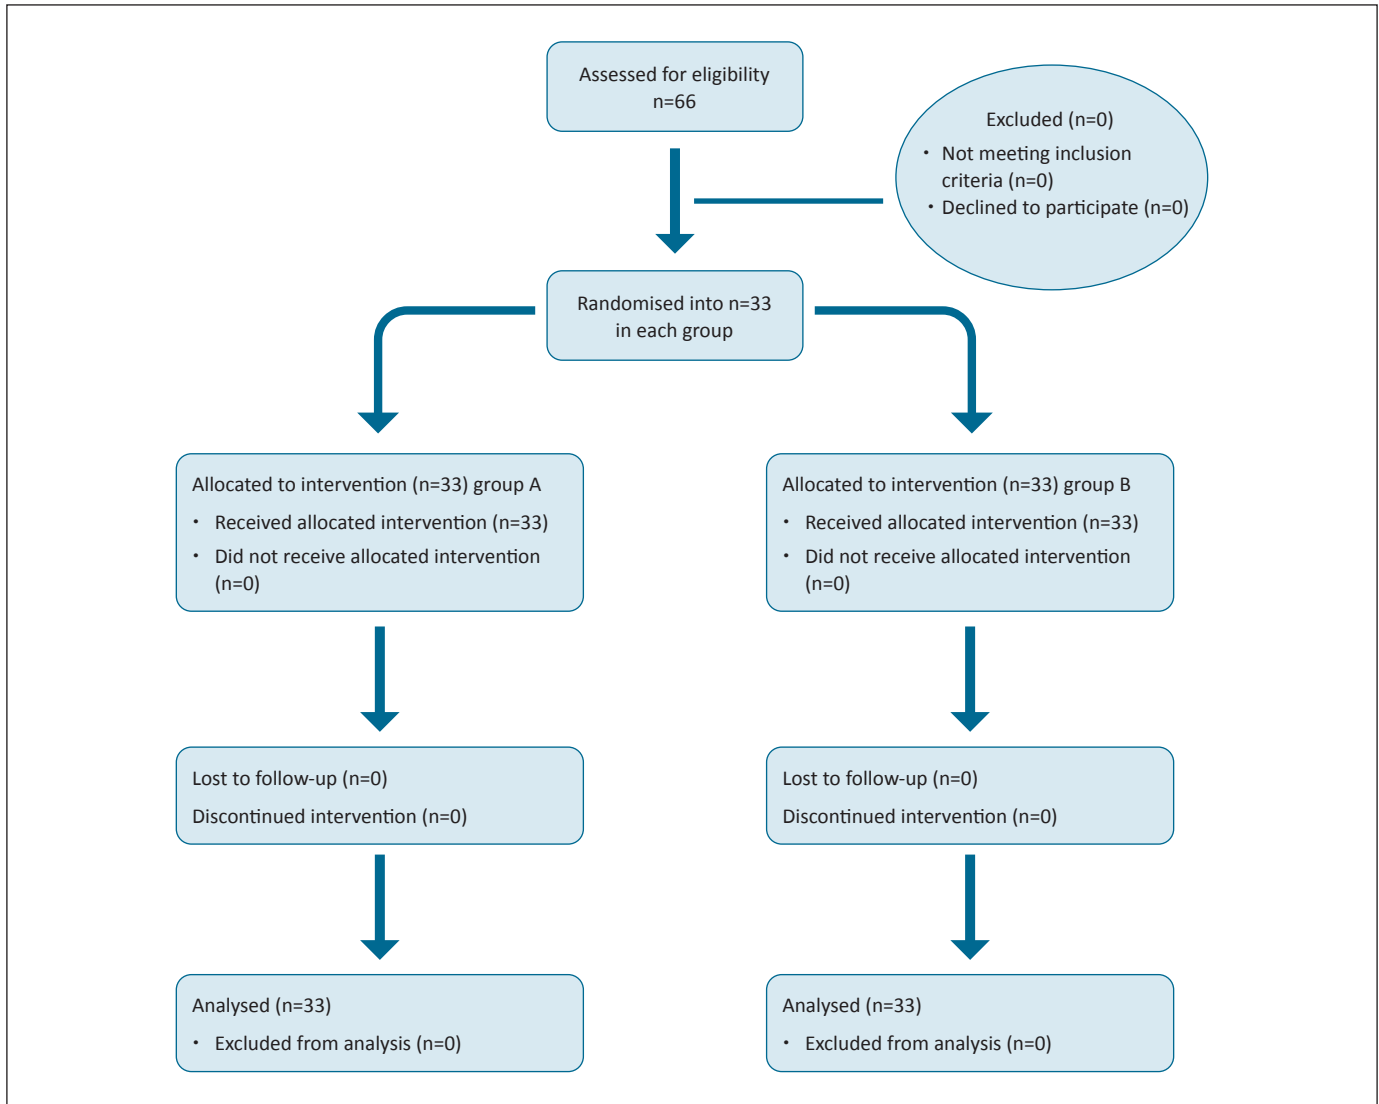 Assessed for eligibility
n=66
Excluded (n=0)
• Not meeting inclusion
criteria (n=0)
• Declined to participate (n=0)
Randomised into n=33
in each group
Allocated to intervention (n=33) group A
• Received allocated intervention (n=33)
• Did not receive allocated intervention
(n=0)
Allocated to intervention (n=33) group B
• Received allocated intervention (n=33)
• Did not receive allocated intervention
(n=0)
Lost to follow-up (n=0)
Discontinued intervention (n=0)
Lost to follow-up (n=0)
Discontinued intervention (n=0)
Analysed (n=33)
• Excluded from analysis (n=0)
Analysed (n=33)
• Excluded from analysis (n=0)